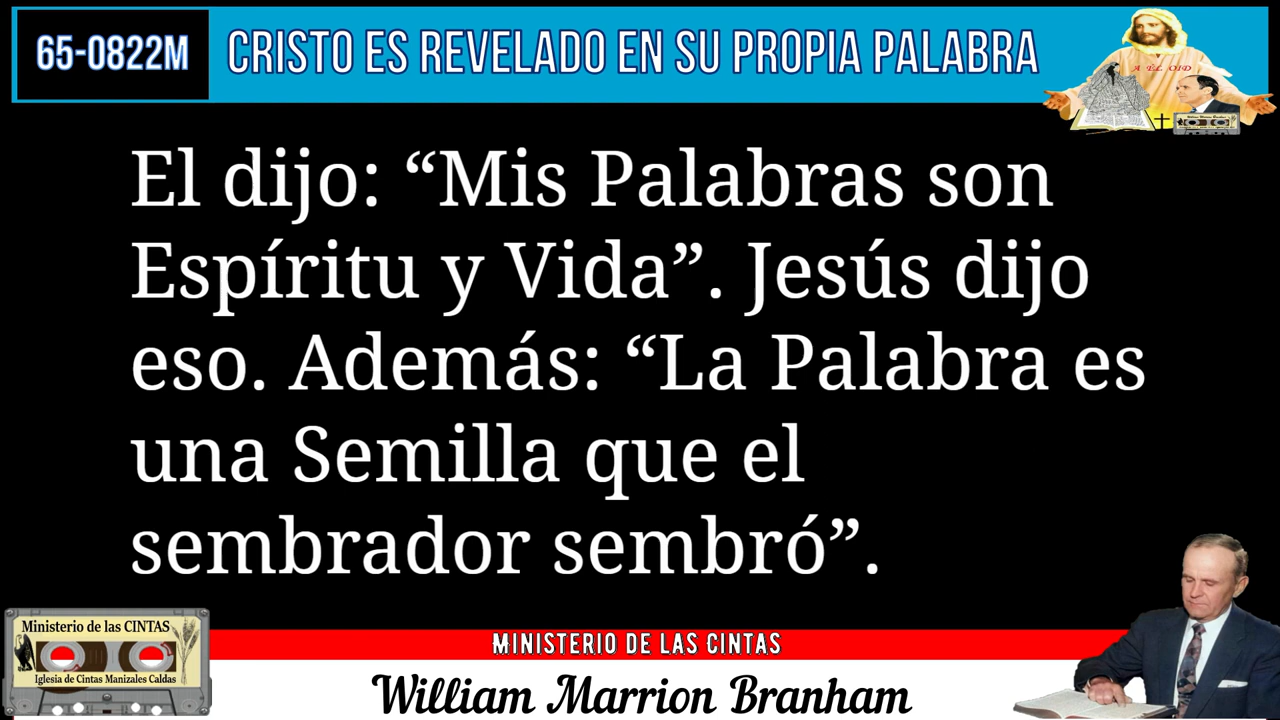 65-0822M
CRISTO ES REVELADO EN SU PROPIA PALABRA
A ÉL OID
El dijo: “Mis Palabras son
Espíritu y Vida”. Jesús dijo
eso. Además: “La Palabra es
una Semilla que el
sembrador sembró”.
Ministerio de las CINTAS
Iglesia de Cintas Manizales Caldas
MINISTERIO DE LAS CINTAS
William Marrion Branham